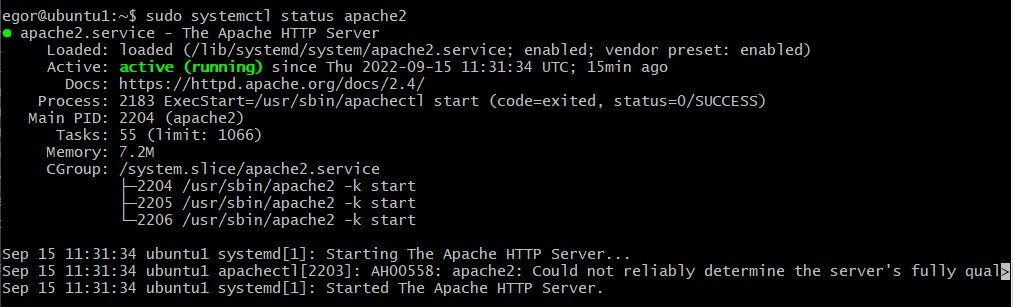 egor@ubuntu1:~$ sudo systemctl status apache2
● apache2.service - The Apache HTTP Server
     Loaded: loaded (/lib/systemd/system/apache2.service; enabled; vendor preset: enabled)
     Active: active (running) since Thu 2022-09-15 11:31:34 UTC; 15min ago
       Docs: https://httpd.apache.org/docs/2.4/
    Process: 2183 ExecStart=/usr/sbin/apachectl start (code=exited, status=0/SUCCESS)
   Main PID: 2204 (apache2)
      Tasks: 55 (limit: 1066)
     Memory: 7.2M
     CGroup: /system.slice/apache2.service
             ├─2204 /usr/sbin/apache2 -k start
             ├─2205 /usr/sbin/apache2 -k start
             └─2206 /usr/sbin/apache2 -k start
Sep 15 11:31:34 ubuntu1 systemd[1]: Starting The Apache HTTP Server...
Sep 15 11:31:34 ubuntu1 apachectl[2203]: AH00558: apache2: Could not reliably determine the server's fully qual>
Sep 15 11:31:34 ubuntu1 systemd[1]: Started The Apache HTTP Server.